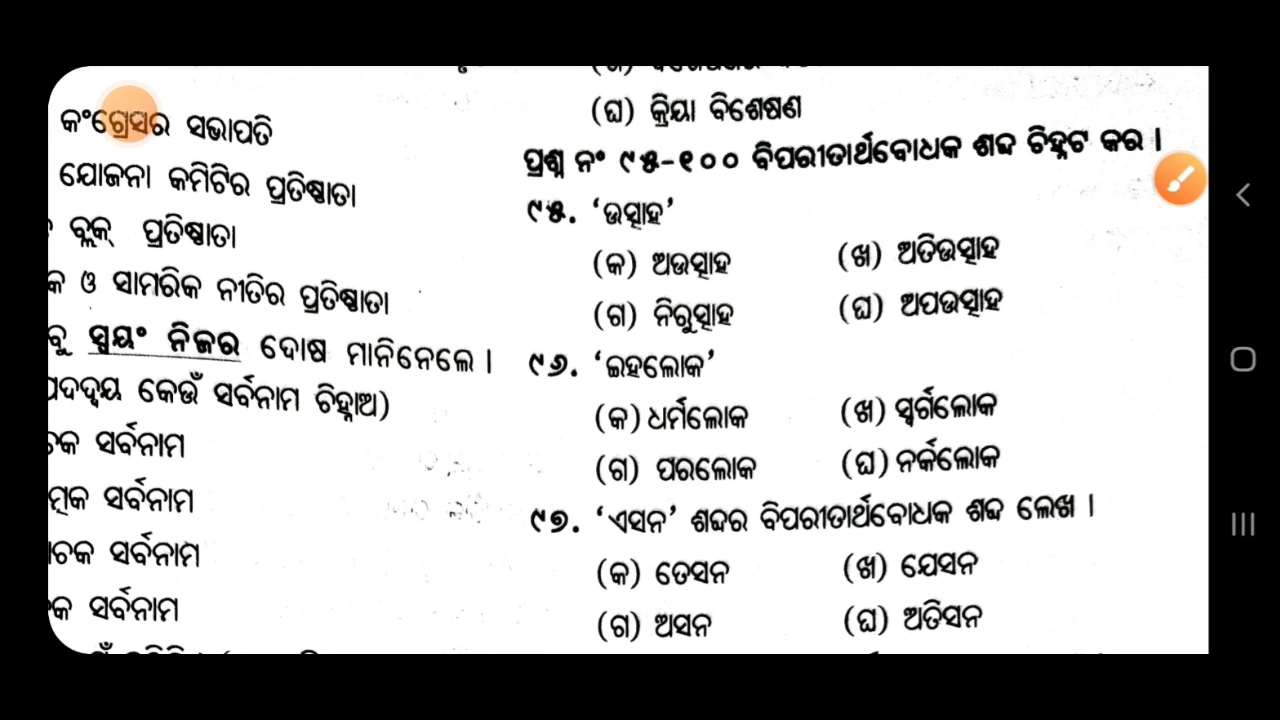 କଂଗ୍ରେସର ସଭାପତି
ଯୋଜନା କମିଟିର ପ୍ରତିଷ୍ଠାତା
ବ୍ଲକ୍ ପ୍ରତିଷ୍ଠାତା
ଓ ସାମରିକ ନୀତିର ପ୍ରତିଷ୍ଠାତା
ସ୍ୱୟଂ ନିଜର ଦୋଷ ମାନିନେଲେ ।
କେଉଁ ସର୍ବନାମ ଚିହ୍ନାଅ)
ସର୍ବନାମ
ସର୍ବନାମ
ସର୍ବନାମ
ସର୍ବନାମ
(ଘ) କ୍ରିୟା ବିଶେଷଣ
ପ୍ରଶ୍ନ ନଂ ୯୫-୧୦୦ ବିପରୀତାର୍ଥବୋଧକ ଶବ୍ଦ ଚିହ୍ନଟ କର ।
୯୫. ‘ଉତ୍ସାହ’
(କ) ଅଉତ୍ସାହ (ଖ) ଅତିଉତ୍ସାହ
(ଗ) ନିରୁତ୍ସାହ (ଘ) ଅପଉତ୍ସାହ
୯୬. ‘ଇହଲୋକ’
(କ) ଧର୍ମଲୋକ (ଖ) ସ୍ୱର୍ଗଲୋକ
(ଗ) ପରଲୋକ (ଘ) ନର୍କଲୋକ
୯୭. ‘ଏସନ’ ଶବ୍ଦର ବିପରୀତାର୍ଥବୋଧକ ଶବ୍ଦ ଲେଖ ।
(କ) ତେସନ (ଖ) ଯେସନ
(ଗ) ଅସନ (ଘ) ଅତିସନ